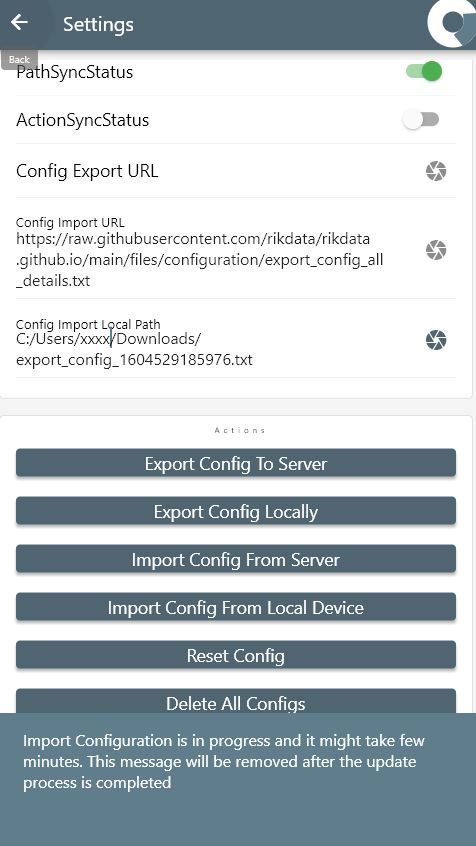 Settings
Back
PathSyncStatus
ActionSyncStatus
Config Export URL
Config Import URL
https://raw.githubusercontent.com/rikdata/rikdata
.github.io/main/files/configuration/export_config_all
_details.txt
Config Import Local Path
C:/Users/xxxx/Downloads/
export_config_1604529185976.txt
Actions
Export Config To Server
Export Config Locally
Import Config From Server
Import Config From Local Device
Reset Config
Delete All Configs
Import Configuration is in progress and it might take few
minutes. This message will be removed after the update
process is completed